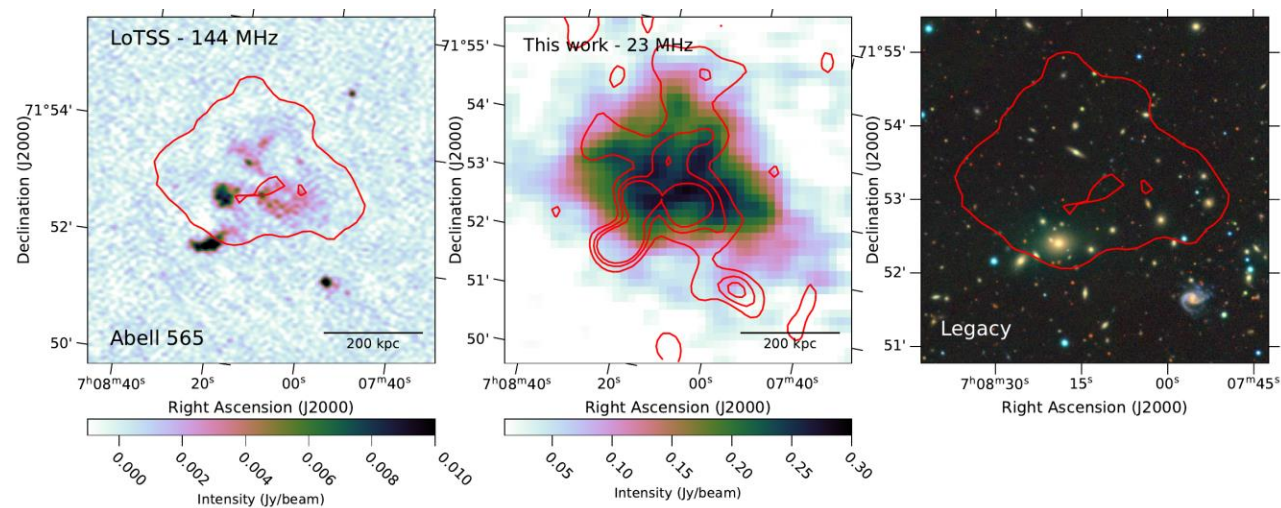 LoTSS - 144 MHz
Abell 565
200 kpc
71°54'
53'
52'
51'
50'
Declination (J2000)
7h08m40s
20s
00s
07m40s
Right Ascension (J2000)
0.000
0.002
0.004
0.006
0.008
0.010
Intensity (Jy/beam)
This work - 23 MHz
200 kpc
71°55'
54'
53'
52'
51'
50'
Declination (J2000)
7h08m40s
20s
00s
07m40s
Right Ascension (J2000)
0.05
0.10
0.15
0.20
0.25
0.30
Intensity (Jy/beam)
Legacy
71°55'
54'
53'
52'
51'
Declination (J2000)
7h08m30s
15s
00s
07m45s
Right Ascension (J2000)